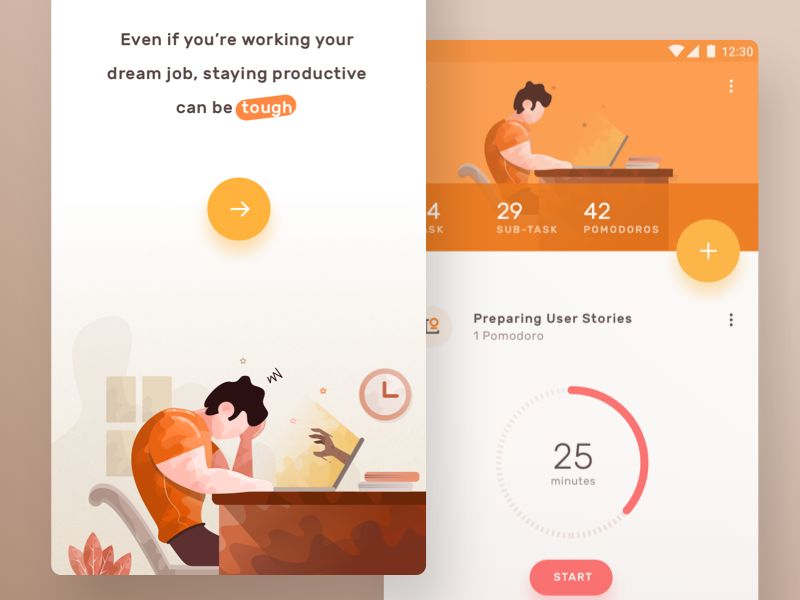 Even if you're working your
dream job, staying productive
can be tough
12:30
4 29 42
SUB-TASK POMODOROS
Preparing User Stories
1 Pomodoro
25
minutes
START